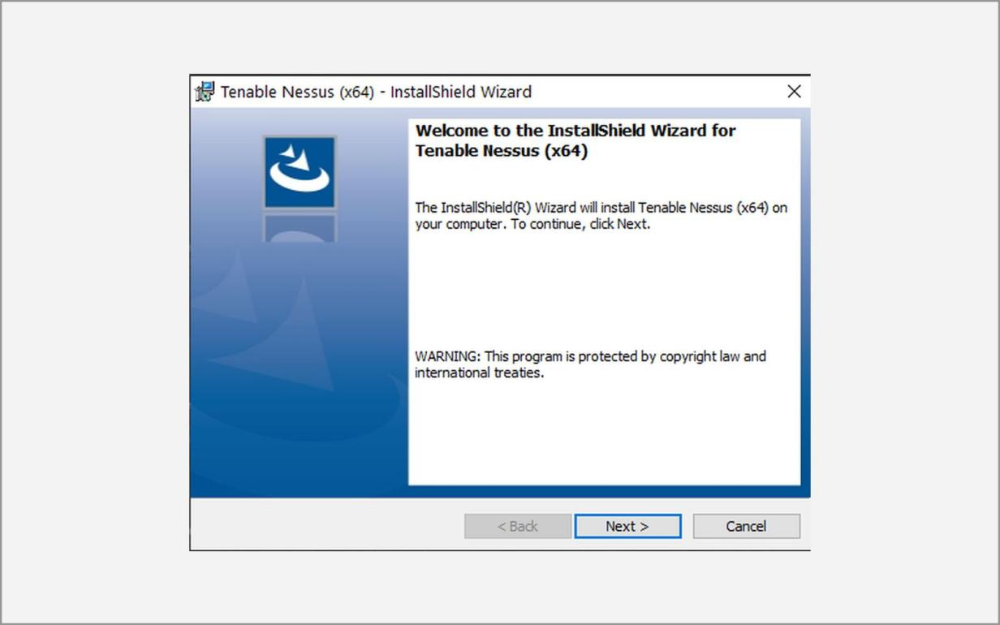 Tenable Nessus (x64) - InstallShield Wizard
Welcome to the InstallShield Wizard for
Tenable Nessus (x64)
The InstallShield(R) Wizard will install Tenable Nessus (x64) on
your computer. To continue, click Next.
WARNING: This program is protected by copyright law and
international treaties.
< Back
Next >
Cancel